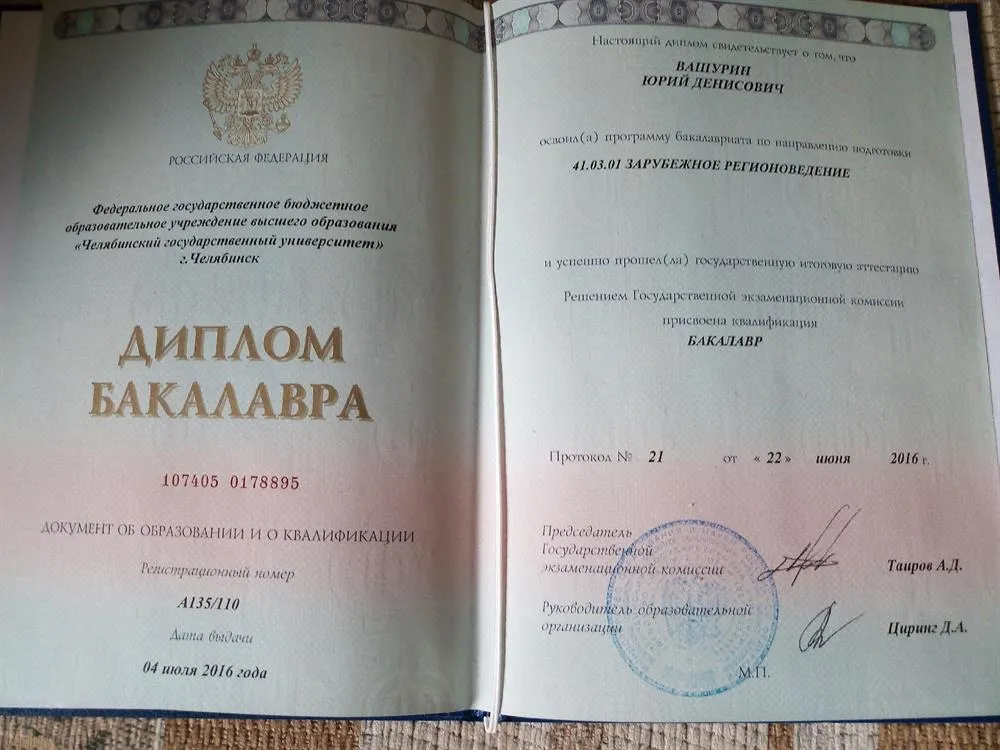 РОССИЙСКАЯ ФЕДЕРАЦИЯ
Федеральное государственное бюджетное
образовательное учреждение высшего образования
«Челябинский государственный университет»
г.Челябинск
ДИПЛОМ
БАКАЛАВРА
107405 0178895
ДОКУМЕНТ ОБ ОБРАЗОВАНИИ И О КВАЛИФИКАЦИИ
Регистрационный номер
А135/110
Дата выдачи
04 июля 2016 года
Настоящий диплом свидетельствует о том, что
ВАШУРИН
ЮРИЙ ДЕНИСОВИЧ
освоил(а) программу бакалавриата по направлению подготовки
41.03.01 ЗАРУБЕЖНОЕ РЕГИОНОВЕДЕНИЕ
и успешно прошел(ла) государственную итоговую аттестацию
Решением Государственной экзаменационной комиссии
присвоена квалификация
БАКАЛАВР
Протокол № 21 от « 22 » июня 2016 г.
Председатель
Государственной
экзаменационной комиссии Таиров А.Д.
Руководитель образовательной
организации Циринг Д.А.
М.П.